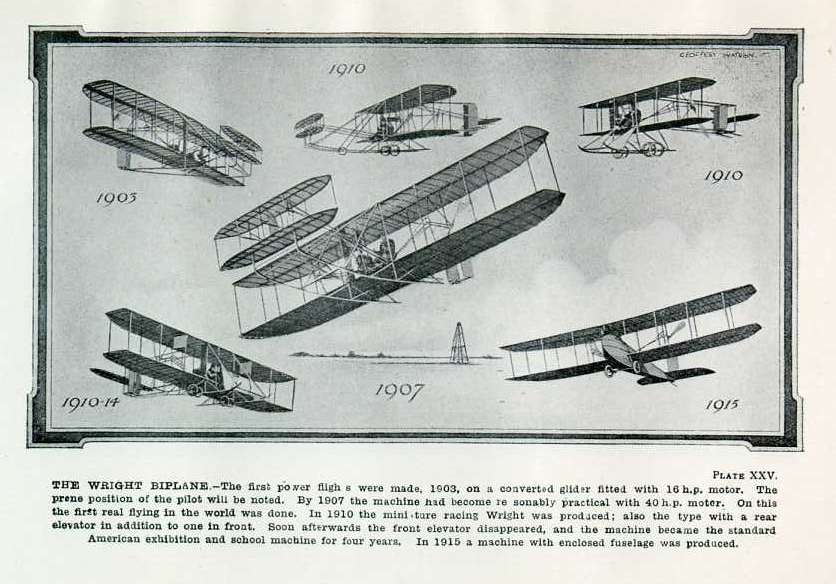 GEOFFREY WATSON.
1910
1903
1910
1910-14
1907
1915
PLATE XXV.
THE WRIGHT BIPLANE.—The first power fligh s were made, 1903, on a converted glider fitted with 16 h.p. motor. The
prone position of the pilot will be noted. By 1907 the machine had become re sonably practical with 40 h.p. motor. On this
the first real flying in the world was done. In 1910 the mini ture racing Wright was produced; also the type with a rear
elevator in addition to one in front. Soon afterwards the front elevator disappeared, and the machine became the standard
American exhibition and school machine for four years. In 1915 a machine with enclosed fuselage was produced.